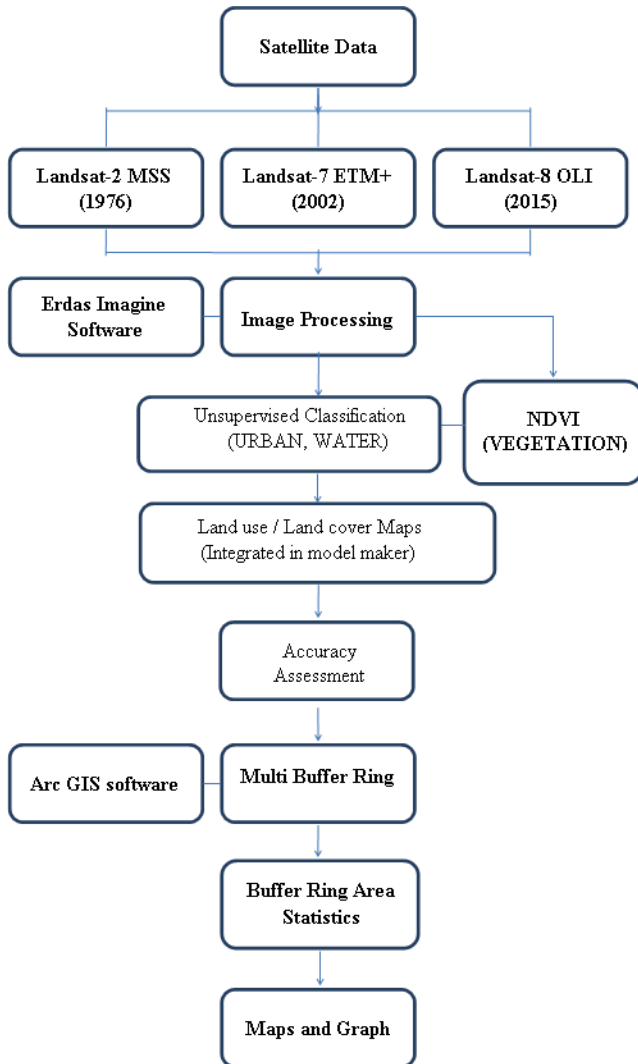 Satellite Data
Landsat-2 MSS
(1976)
Landsat-7 ETM+
(2002)
Landsat-8 OLI
(2015)
Erdas Imagine
Software
Image Processing
Unsupervised Classification
(URBAN, WATER)
NDVI
(VEGETATION)
Land use / Land cover Maps
(Integrated in model maker)
Accuracy
Assessment
Arc GIS software
Multi Buffer Ring
Buffer Ring Area
Statistics
Maps and Graph